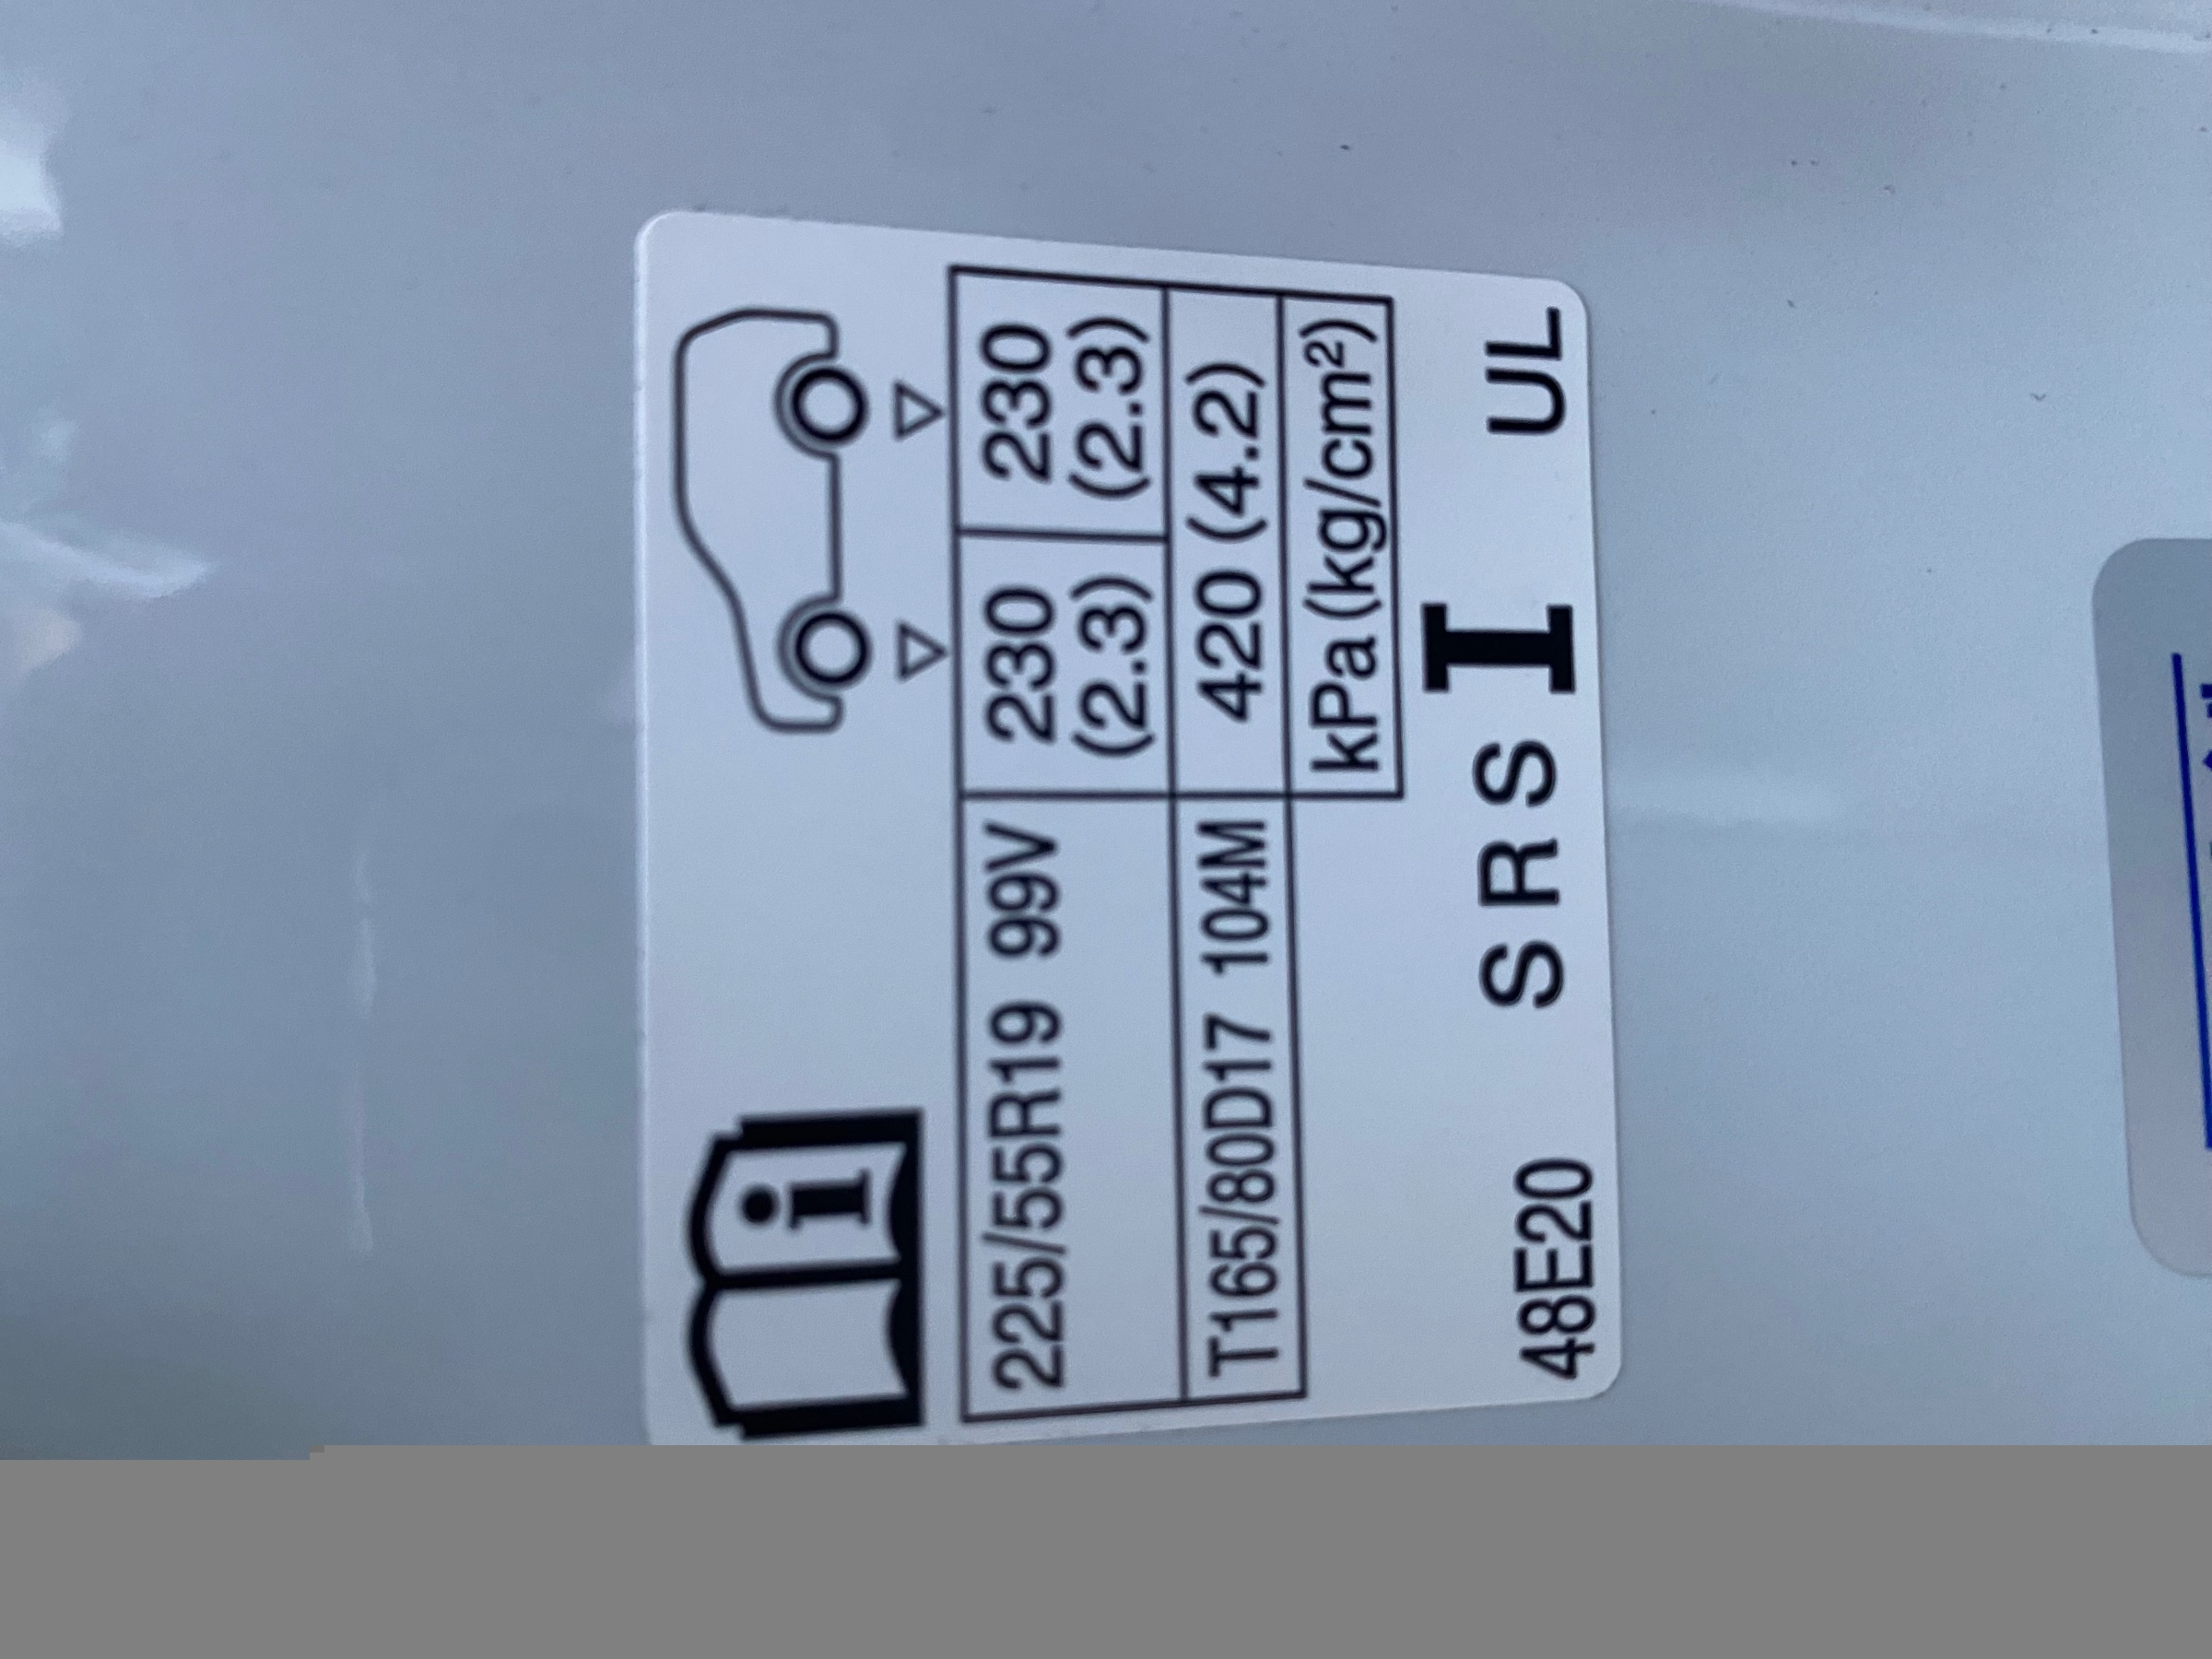 i
225/55R19 99V 230 230
(2.3) (2.3)
T165/80D17 104M 420 (4.2)
kPa (kg/cm²)
48E20 SRS I UL